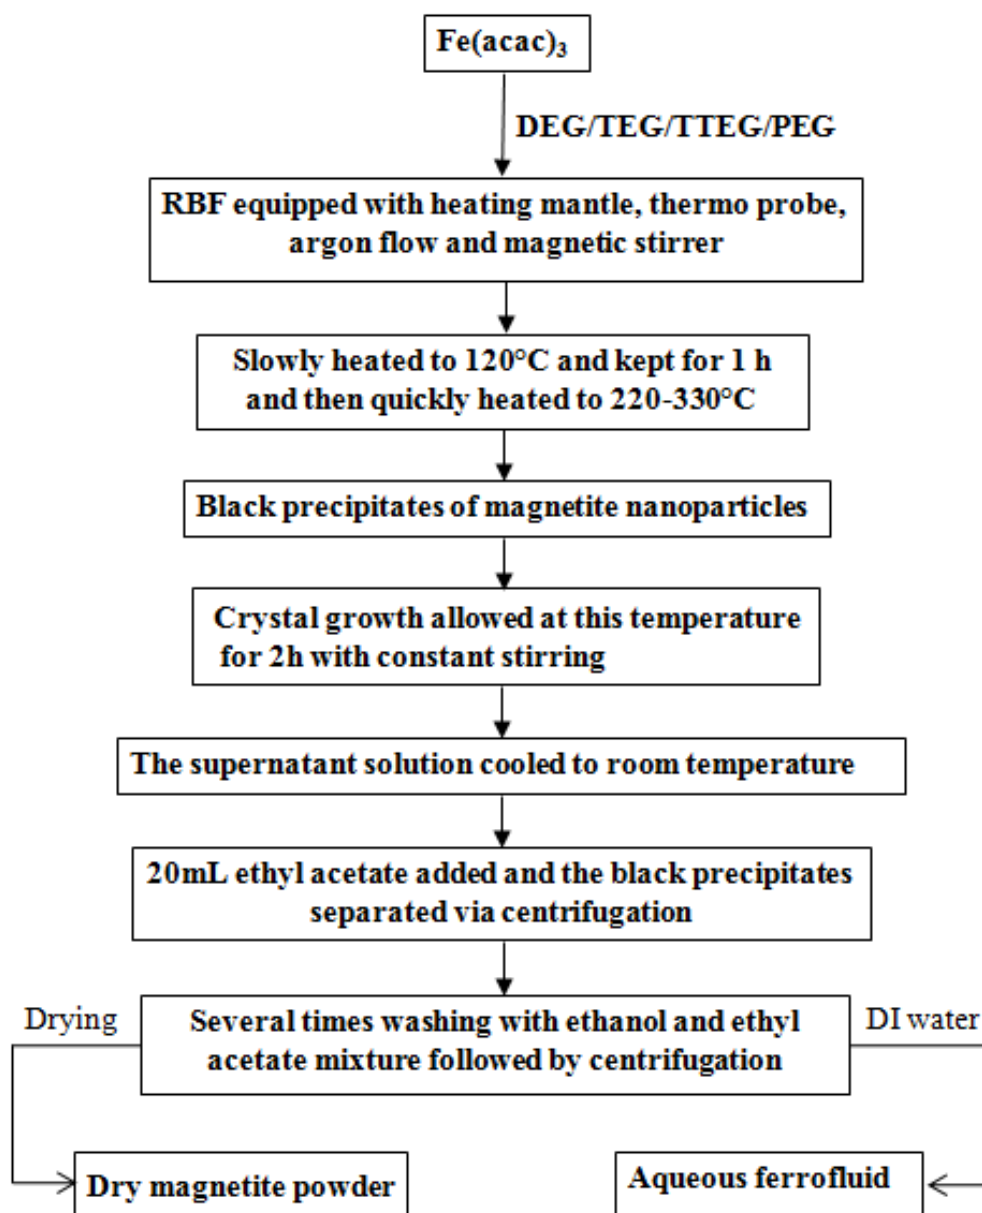 Fe(acac)₃
DEG/TEG/TTEG/PEG
RBF equipped with heating mantle, thermo probe,
argon flow and magnetic stirrer
Slowly heated to 120°C and kept for 1 h
and then quickly heated to 220-330°C
Black precipitates of magnetite nanoparticles
Crystal growth allowed at this temperature
for 2h with constant stirring
The supernatant solution cooled to room temperature
20mL ethyl acetate added and the black precipitates
separated via centrifugation
Drying
Several times washing with ethanol and ethyl
acetate mixture followed by centrifugation
DI water
Dry magnetite powder
Aqueous ferrofluid